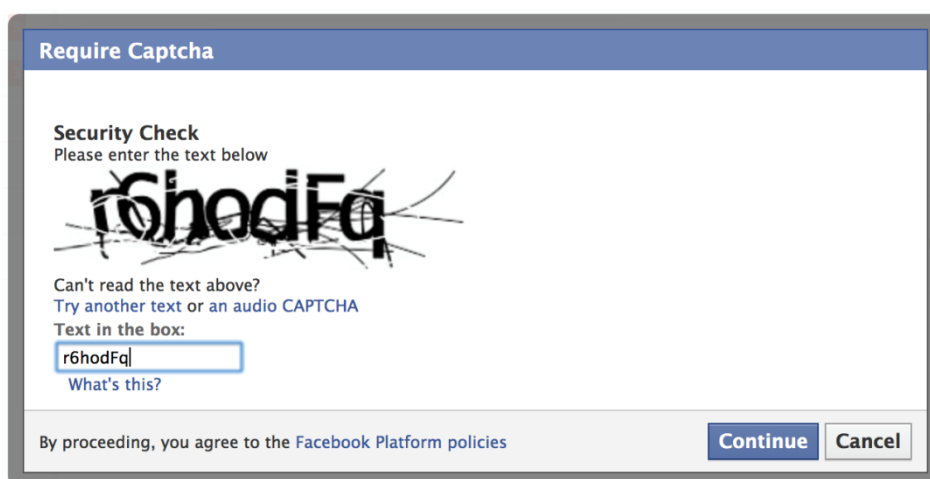 Require Captcha
Security Check
Please enter the text below
r6hodFq
Can't read the text above?
Try another text or an audio CAPTCHA
Text in the box:
r6hodFq
What's this?
By proceeding, you agree to the Facebook Platform policies
Continue Cancel